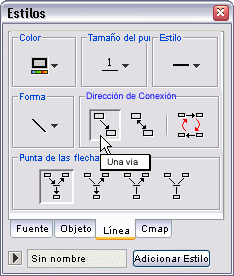 Estilos
Color Tamaño del pu Estilo
1
Forma Dirección de Conexión
Punta de las flecha
Una vía
Fuente Objeto Línea Cmap
Sin nombre Adicionar Estilo